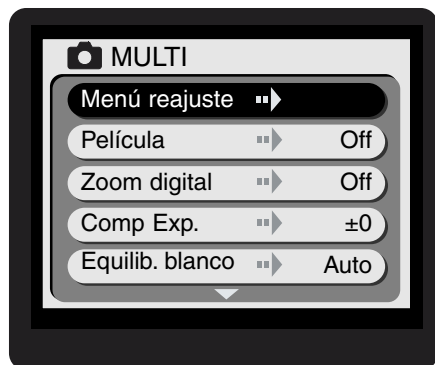 MULTI
Menú reajuste
Película Off
Zoom digital Off
Comp Exp. ±0
Equilib. blanco Auto